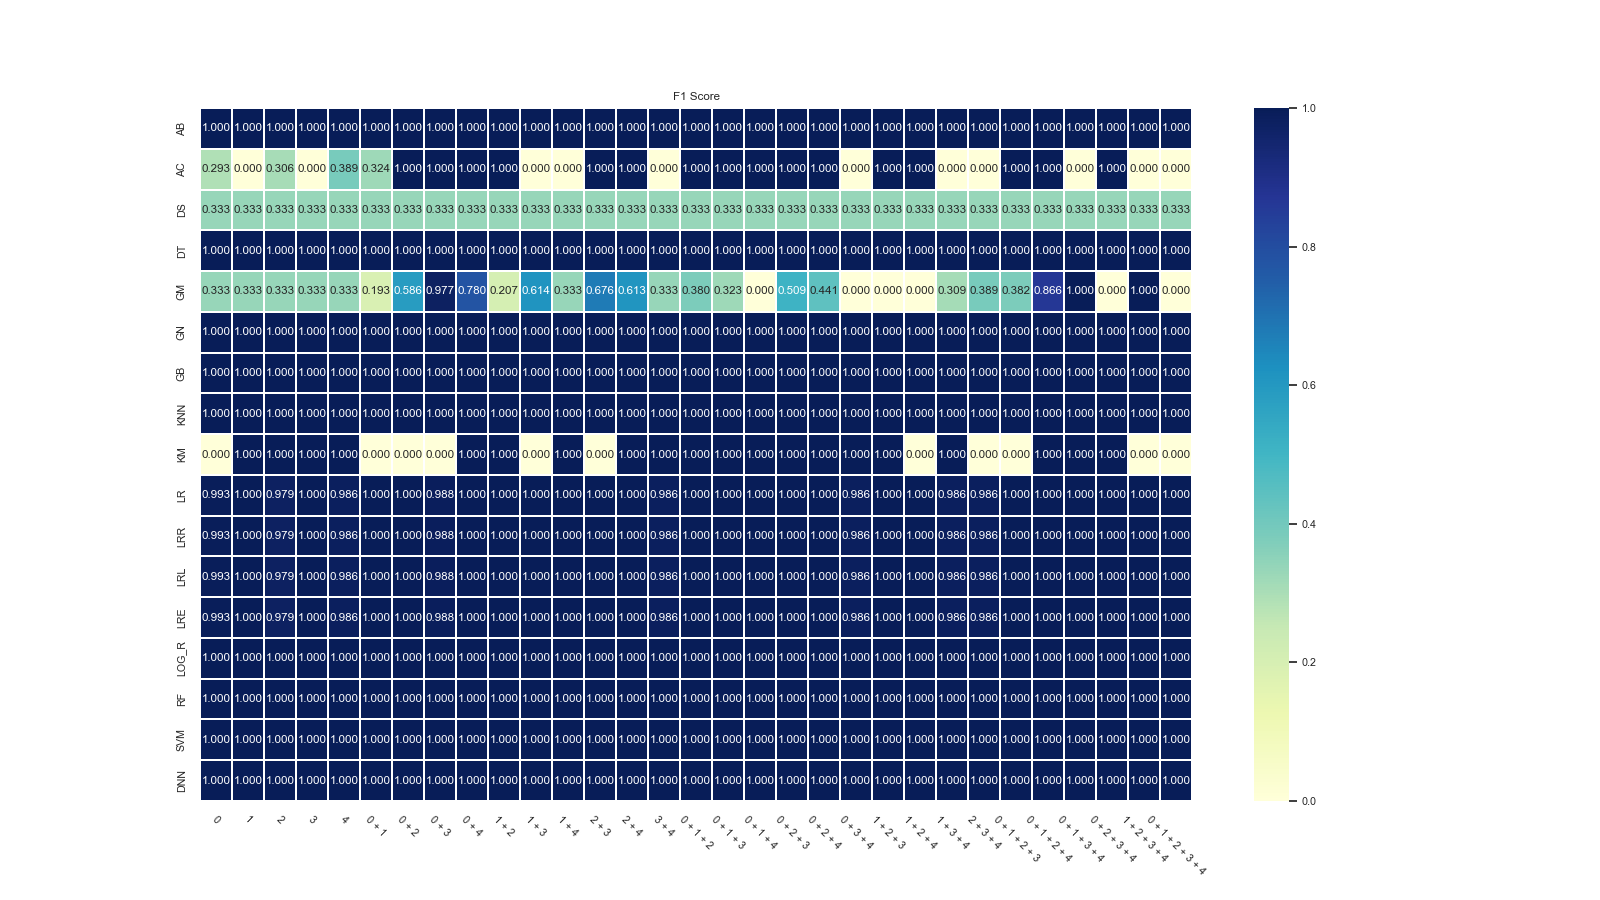 F1 Score
AB 1.000 1.000 1.000 1.000 1.000 1.000 1.000 1.000 1.000 1.000 1.000 1.000 1.000 1.000 1.000 1.000 1.000 1.000 1.000 1.000 1.000 1.000 1.000 1.000 1.000 1.000 1.000 1.000 1.000 1.000 1.000
AC 0.293 0.000 0.306 0.000 0.389 0.324 1.000 1.000 1.000 1.000 0.000 0.000 1.000 1.000 0.000 1.000 1.000 1.000 1.000 1.000 0.000 1.000 1.000 0.000 0.000 1.000 1.000 0.000 1.000 0.000 0.000
DS 0.333 0.333 0.333 0.333 0.333 0.333 0.333 0.333 0.333 0.333 0.333 0.333 0.333 0.333 0.333 0.333 0.333 0.333 0.333 0.333 0.333 0.333 0.333 0.333 0.333 0.333 0.333 0.333 0.333 0.333 0.333
DT 1.000 1.000 1.000 1.000 1.000 1.000 1.000 1.000 1.000 1.000 1.000 1.000 1.000 1.000 1.000 1.000 1.000 1.000 1.000 1.000 1.000 1.000 1.000 1.000 1.000 1.000 1.000 1.000 1.000 1.000 1.000
GM 0.333 0.333 0.333 0.333 0.333 0.193 0.586 0.977 0.780 0.207 0.614 0.333 0.676 0.613 0.333 0.380 0.323 0.000 0.509 0.441 0.000 0.000 0.000 0.309 0.389 0.382 0.866 1.000 0.000 1.000 0.000
GN 1.000 1.000 1.000 1.000 1.000 1.000 1.000 1.000 1.000 1.000 1.000 1.000 1.000 1.000 1.000 1.000 1.000 1.000 1.000 1.000 1.000 1.000 1.000 1.000 1.000 1.000 1.000 1.000 1.000 1.000 1.000
GB 1.000 1.000 1.000 1.000 1.000 1.000 1.000 1.000 1.000 1.000 1.000 1.000 1.000 1.000 1.000 1.000 1.000 1.000 1.000 1.000 1.000 1.000 1.000 1.000 1.000 1.000 1.000 1.000 1.000 1.000 1.000
KNN 1.000 1.000 1.000 1.000 1.000 1.000 1.000 1.000 1.000 1.000 1.000 1.000 1.000 1.000 1.000 1.000 1.000 1.000 1.000 1.000 1.000 1.000 1.000 1.000 1.000 1.000 1.000 1.000 1.000 1.000 1.000
KM 0.000 1.000 1.000 1.000 1.000 0.000 0.000 0.000 1.000 1.000 0.000 1.000 0.000 1.000 1.000 1.000 1.000 1.000 1.000 1.000 1.000 1.000 0.000 1.000 0.000 0.000 1.000 1.000 1.000 0.000 0.000
LR 0.993 1.000 0.979 1.000 0.986 1.000 1.000 0.988 1.000 1.000 1.000 1.000 1.000 1.000 0.986 1.000 1.000 1.000 1.000 1.000 0.986 1.000 1.000 0.986 0.986 1.000 1.000 1.000 1.000 1.000 1.000
LRR 0.993 1.000 0.979 1.000 0.986 1.000 1.000 0.988 1.000 1.000 1.000 1.000 1.000 1.000 0.986 1.000 1.000 1.000 1.000 1.000 0.986 1.000 1.000 0.986 0.986 1.000 1.000 1.000 1.000 1.000 1.000
LRL 0.993 1.000 0.979 1.000 0.986 1.000 1.000 0.988 1.000 1.000 1.000 1.000 1.000 1.000 0.986 1.000 1.000 1.000 1.000 1.000 0.986 1.000 1.000 0.986 0.986 1.000 1.000 1.000 1.000 1.000 1.000
LRE 0.993 1.000 0.979 1.000 0.986 1.000 1.000 0.988 1.000 1.000 1.000 1.000 1.000 1.000 0.986 1.000 1.000 1.000 1.000 1.000 0.986 1.000 1.000 0.986 0.986 1.000 1.000 1.000 1.000 1.000 1.000
LOG_R 1.000 1.000 1.000 1.000 1.000 1.000 1.000 1.000 1.000 1.000 1.000 1.000 1.000 1.000 1.000 1.000 1.000 1.000 1.000 1.000 1.000 1.000 1.000 1.000 1.000 1.000 1.000 1.000 1.000 1.000 1.000
RF 1.000 1.000 1.000 1.000 1.000 1.000 1.000 1.000 1.000 1.000 1.000 1.000 1.000 1.000 1.000 1.000 1.000 1.000 1.000 1.000 1.000 1.000 1.000 1.000 1.000 1.000 1.000 1.000 1.000 1.000 1.000
SVM 1.000 1.000 1.000 1.000 1.000 1.000 1.000 1.000 1.000 1.000 1.000 1.000 1.000 1.000 1.000 1.000 1.000 1.000 1.000 1.000 1.000 1.000 1.000 1.000 1.000 1.000 1.000 1.000 1.000 1.000 1.000
DNN 1.000 1.000 1.000 1.000 1.000 1.000 1.000 1.000 1.000 1.000 1.000 1.000 1.000 1.000 1.000 1.000 1.000 1.000 1.000 1.000 1.000 1.000 1.000 1.000 1.000 1.000 1.000 1.000 1.000 1.000 1.000
0
1
2
3
4
0 + 1
0 + 2
0 + 3
0 + 4
1 + 2
1 + 3
1 + 4
2 + 3
2 + 4
3 + 4
0 + 1 + 2
0 + 1 + 3
0 + 1 + 4
0 + 2 + 3
0 + 2 + 4
0 + 3 + 4
1 + 2 + 3
1 + 2 + 4
1 + 3 + 4
2 + 3 + 4
0 + 1 + 2 + 3
0 + 1 + 2 + 4
0 + 1 + 3 + 4
0 + 2 + 3 + 4
1 + 2 + 3 + 4
0 + 1 + 2 + 3 + 4
1.0
0.8
0.6
0.4
0.2
0.0